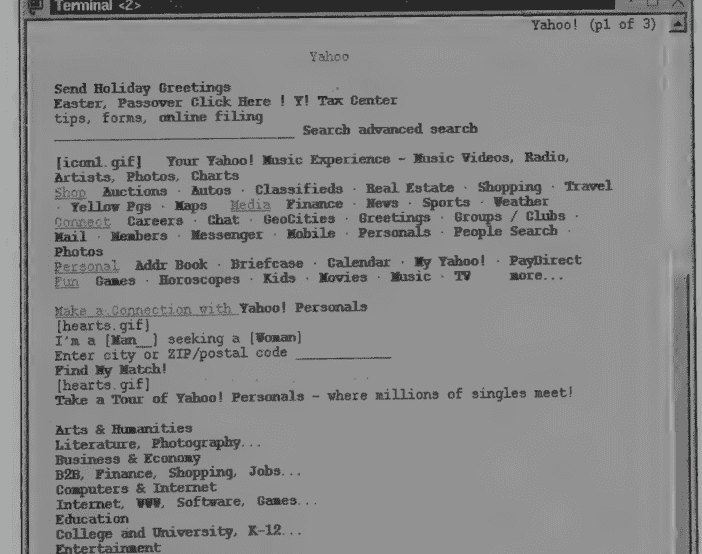 Terminal <2>
Yahoo! (p1 of 3)
Yahoo
Send Holiday Greetings
Easter, Passover Click Here ! Y! Tax Center
tips, forms, online filing
________________________ Search advanced search
[icon1.gif] Your Yahoo! Music Experience - Music Videos, Radio,
Artists, Photos, Charts
Shop Auctions · Autos · Classifieds · Real Estate · Shopping · Travel
· Yellow Pgs · Maps Media Finance · News · Sports · Weather
Connect Careers · Chat · GeoCities · Greetings · Groups / Clubs ·
Mail · Members · Messenger · Mobile · Personals · People Search ·
Photos
Personal Addr Book · Briefcase · Calendar · My Yahoo! · PayDirect
Fun Games · Horoscopes · Kids · Movies · Music · TV more...
Make a Connection with Yahoo! Personals
[hearts.gif]
I'm a [Man__] seeking a [Woman]
Enter city or ZIP/postal code ____________
Find My Match!
[hearts.gif]
Take a Tour of Yahoo! Personals - where millions of singles meet!
Arts & Humanities
Literature, Photography...
Business & Economy
B2B, Finance, Shopping, Jobs...
Computers & Internet
Internet, WWW, Software, Games...
Education
College and University, K-12...
Entertainment